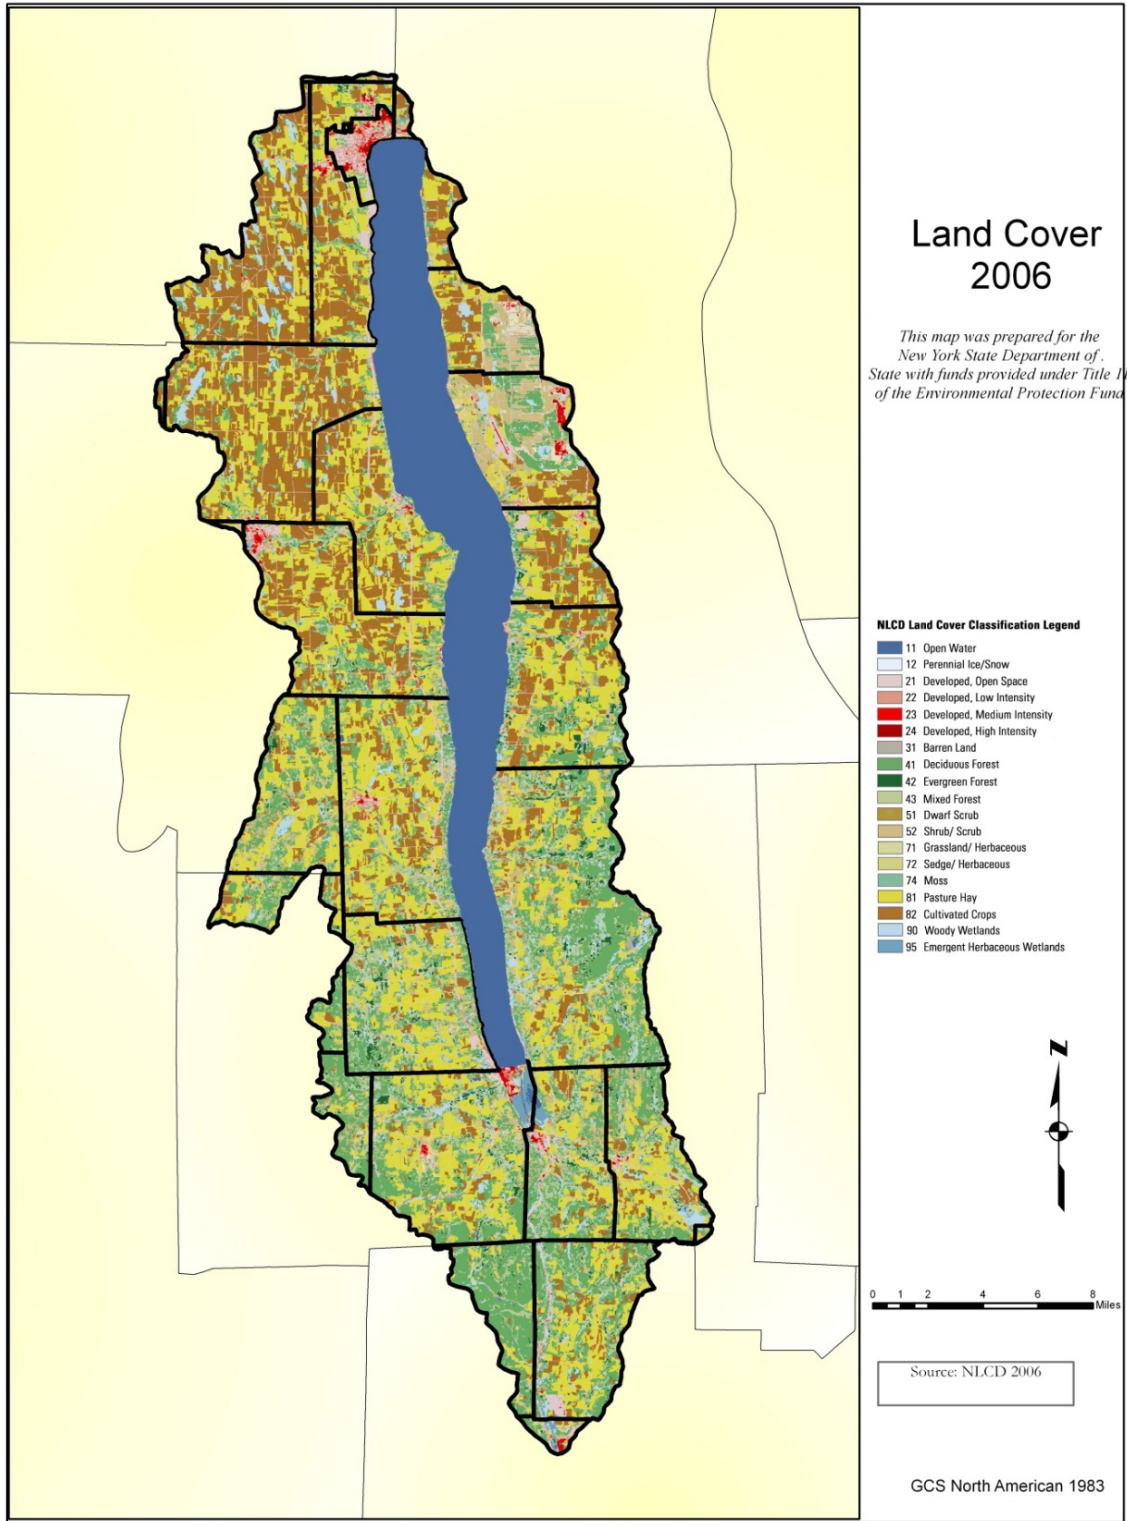 Land Cover
2006
This map was prepared for the
New York State Department of .
State with funds provided under Title 1
of the Environmental Protection Fund
NLCD Land Cover Classification Legend
11 Open Water
12 Perennial Ice/Snow
21 Developed, Open Space
22 Developed, Low Intensity
23 Developed, Medium Intensity
24 Developed, High Intensity
31 Barren Land
41 Deciduous Forest
42 Evergreen Forest
43 Mixed Forest
51 Dwarf Scrub
52 Shrub/ Scrub
71 Grassland/ Herbaceous
72 Sedge/ Herbaceous
74 Moss
81 Pasture Hay
82 Cultivated Crops
90 Woody Wetlands
95 Emergent Herbaceous Wetlands
N
0 1 2 4 6 8
Miles
Source: NLCD 2006
GCS North American 1983